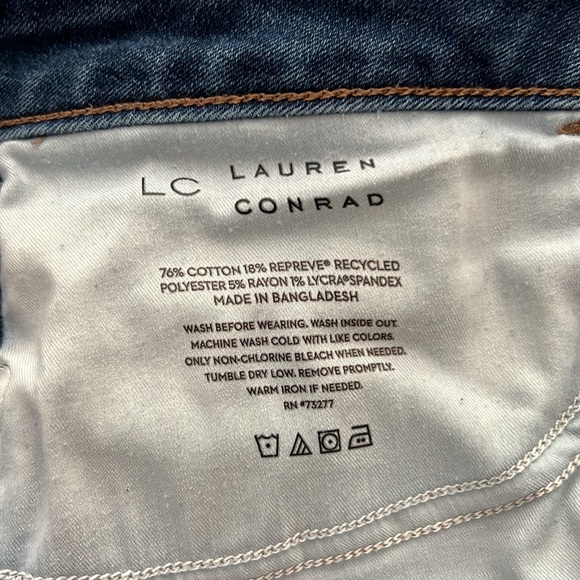 LC LAUREN
CONRAD
76% COTTON 18% REPREVE® RECYCLED
POLYESTER 5% RAYON 1% LYCRA®SPANDEX
MADE IN BANGLADESH
WASH BEFORE WEARING. WASH INSIDE OUT.
MACHINE WASH COLD WITH LIKE COLORS.
ONLY NON-CHLORINE BLEACH WHEN NEEDED.
TUMBLE DRY LOW. REMOVE PROMPTLY.
WARM IRON IF NEEDED.
RN #73277